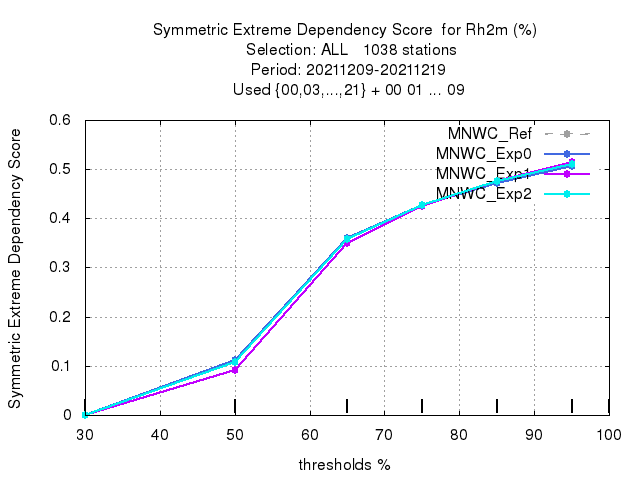 Symmetric Extreme Dependency Score  for Rh2m (%)
Selection: ALL   1038 stations
Period: 20211209-20211219
Used {00,03,...,21} + 00 01 ... 09
Symmetric Extreme Dependency Score
0.6
0.5
0.4
0.3
0.2
0.1
0
MNWC_Ref
MNWC_Exp0
MNWC_Exp1
MNWC_Exp2
30 40 50 60 70 80 90 100
thresholds %